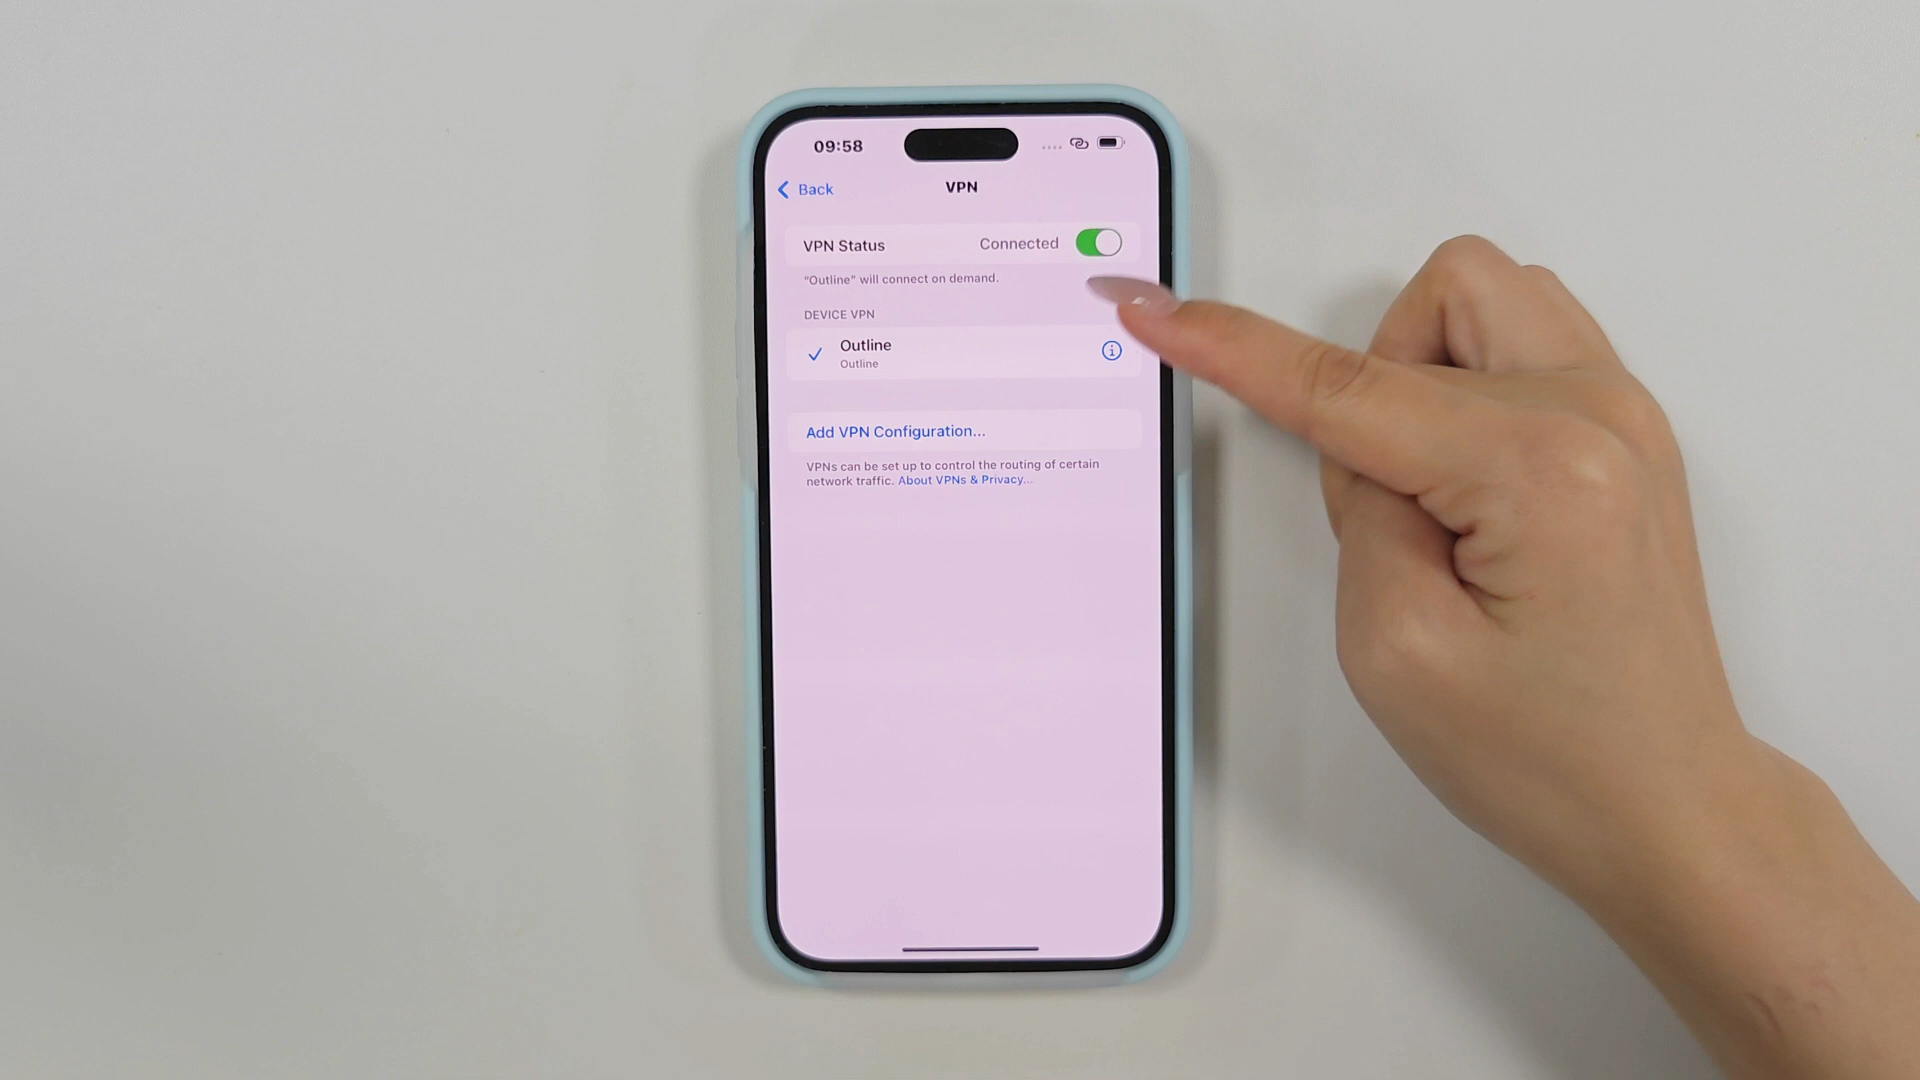 09:58
Back
VPN
VPN Status Connected
“Outline” will connect on demand.
DEVICE VPN
Outline
Outline
Add VPN Configuration...
VPNs can be set up to control the routing of certain
network traffic. About VPNs & Privacy...